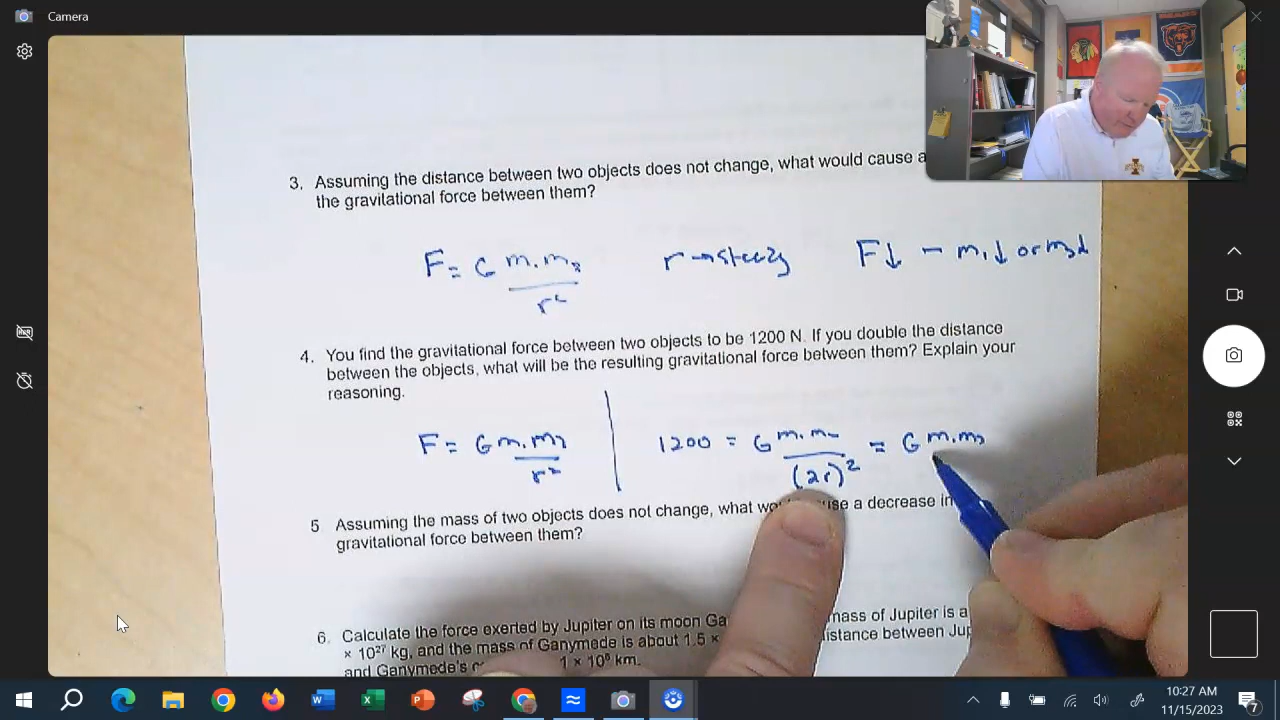 Camera
BEARS
3. Assuming the distance between two objects does not change, what would cause a
the gravitational force between them?
F = G m₁m₂ / r²
r → steady
F↓ - m₁↓ or m₂↓
4. You find the gravitational force between two objects to be 1200 N. If you double the distance
between the objects, what will be the resulting gravitational force between them? Explain your
reasoning.
F = G m₁m₂ / r²
1200 = G m₁m₂ / (2r)² = G m₁m₂
5 Assuming the mass of two objects does not change, what wo use a decrease in
gravitational force between them?
6. Calculate the force exerted by Jupiter on its moon Ga mass of Jupiter is a
× 10²⁷ kg, and the mass of Ganymede is about 1.5 × distance between Jup
and Ganymede's 1 × 10⁶ km.
10:27 AM
11/15/2023
7